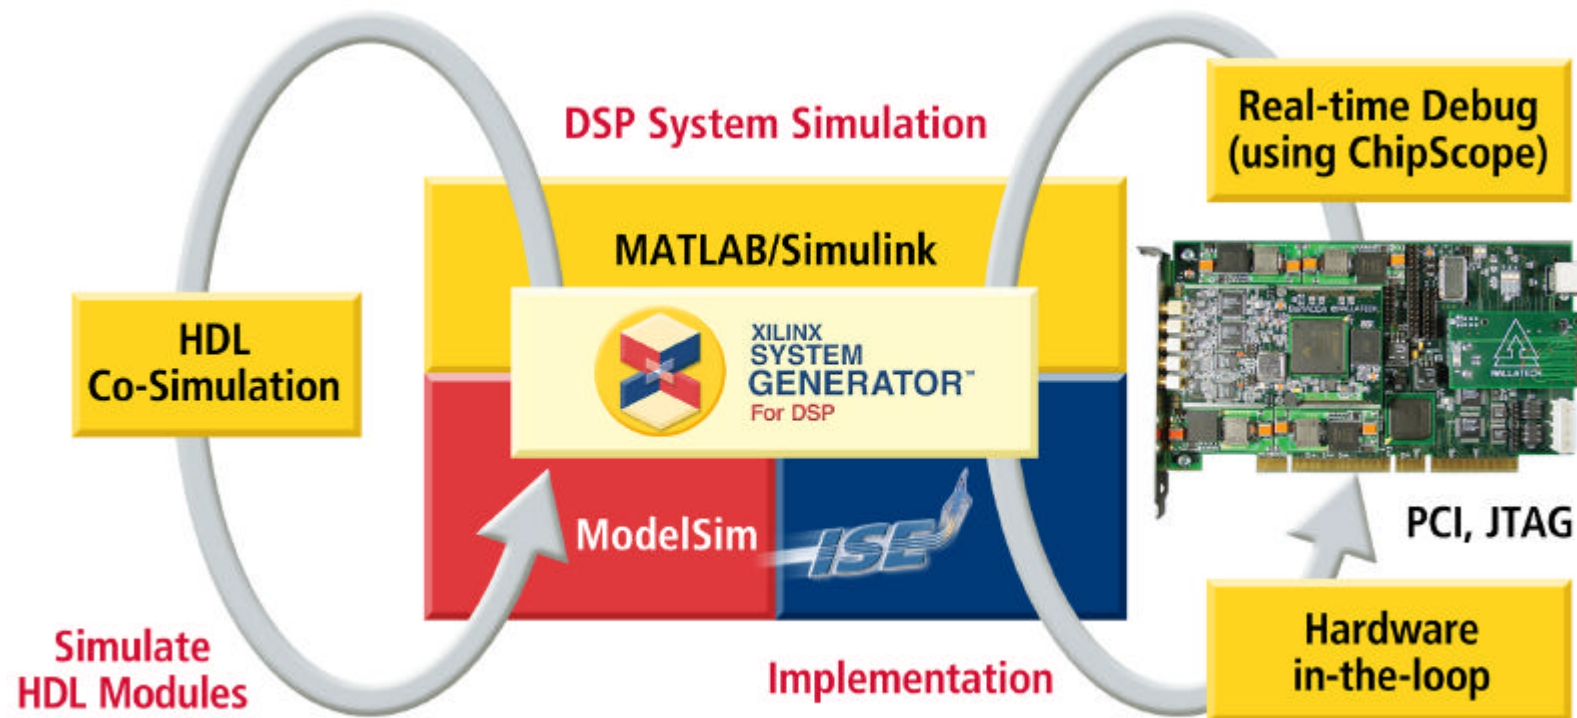 DSP System Simulation
Real-time Debug
(using ChipScope)
MATLAB/Simulink
HDL
Co-Simulation
XILINX
SYSTEM
GENERATOR™
For DSP
NALLATECH
ModelSim
ISE
PCI, JTAG
Simulate
HDL Modules
Implementation
Hardware
in-the-loop